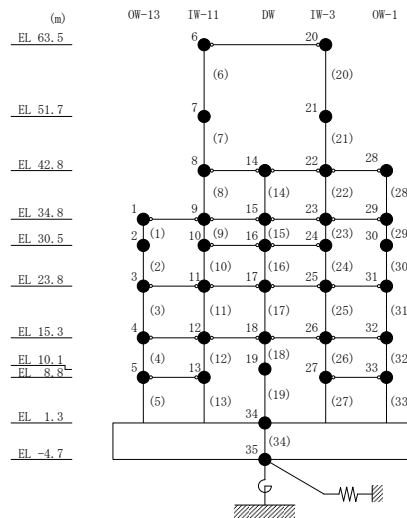 (m) OW-13 IW-11 DW IW-3 OW-1
EL 63.5 6 20
(6) (20)
EL 51.7 7 21
(7) (21)
EL 42.8 8 14 22 28
(8) (14) (22) (28)
EL 34.8 1 9 15 23 29
(1) (9) (15) (23) (29)
EL 30.5 2 10 16 24 30
(2) (10) (16) (24) (30)
EL 23.8 3 11 17 25 31
(3) (11) (17) (25) (31)
EL 15.3 4 12 18 26 32
(4) (12) (18) (26) (32)
EL 10.1 19
EL 8.8 5 13 27 33
(5) (13) (19) (27) (33)
EL 1.3 34
(34)
EL -4.7 35